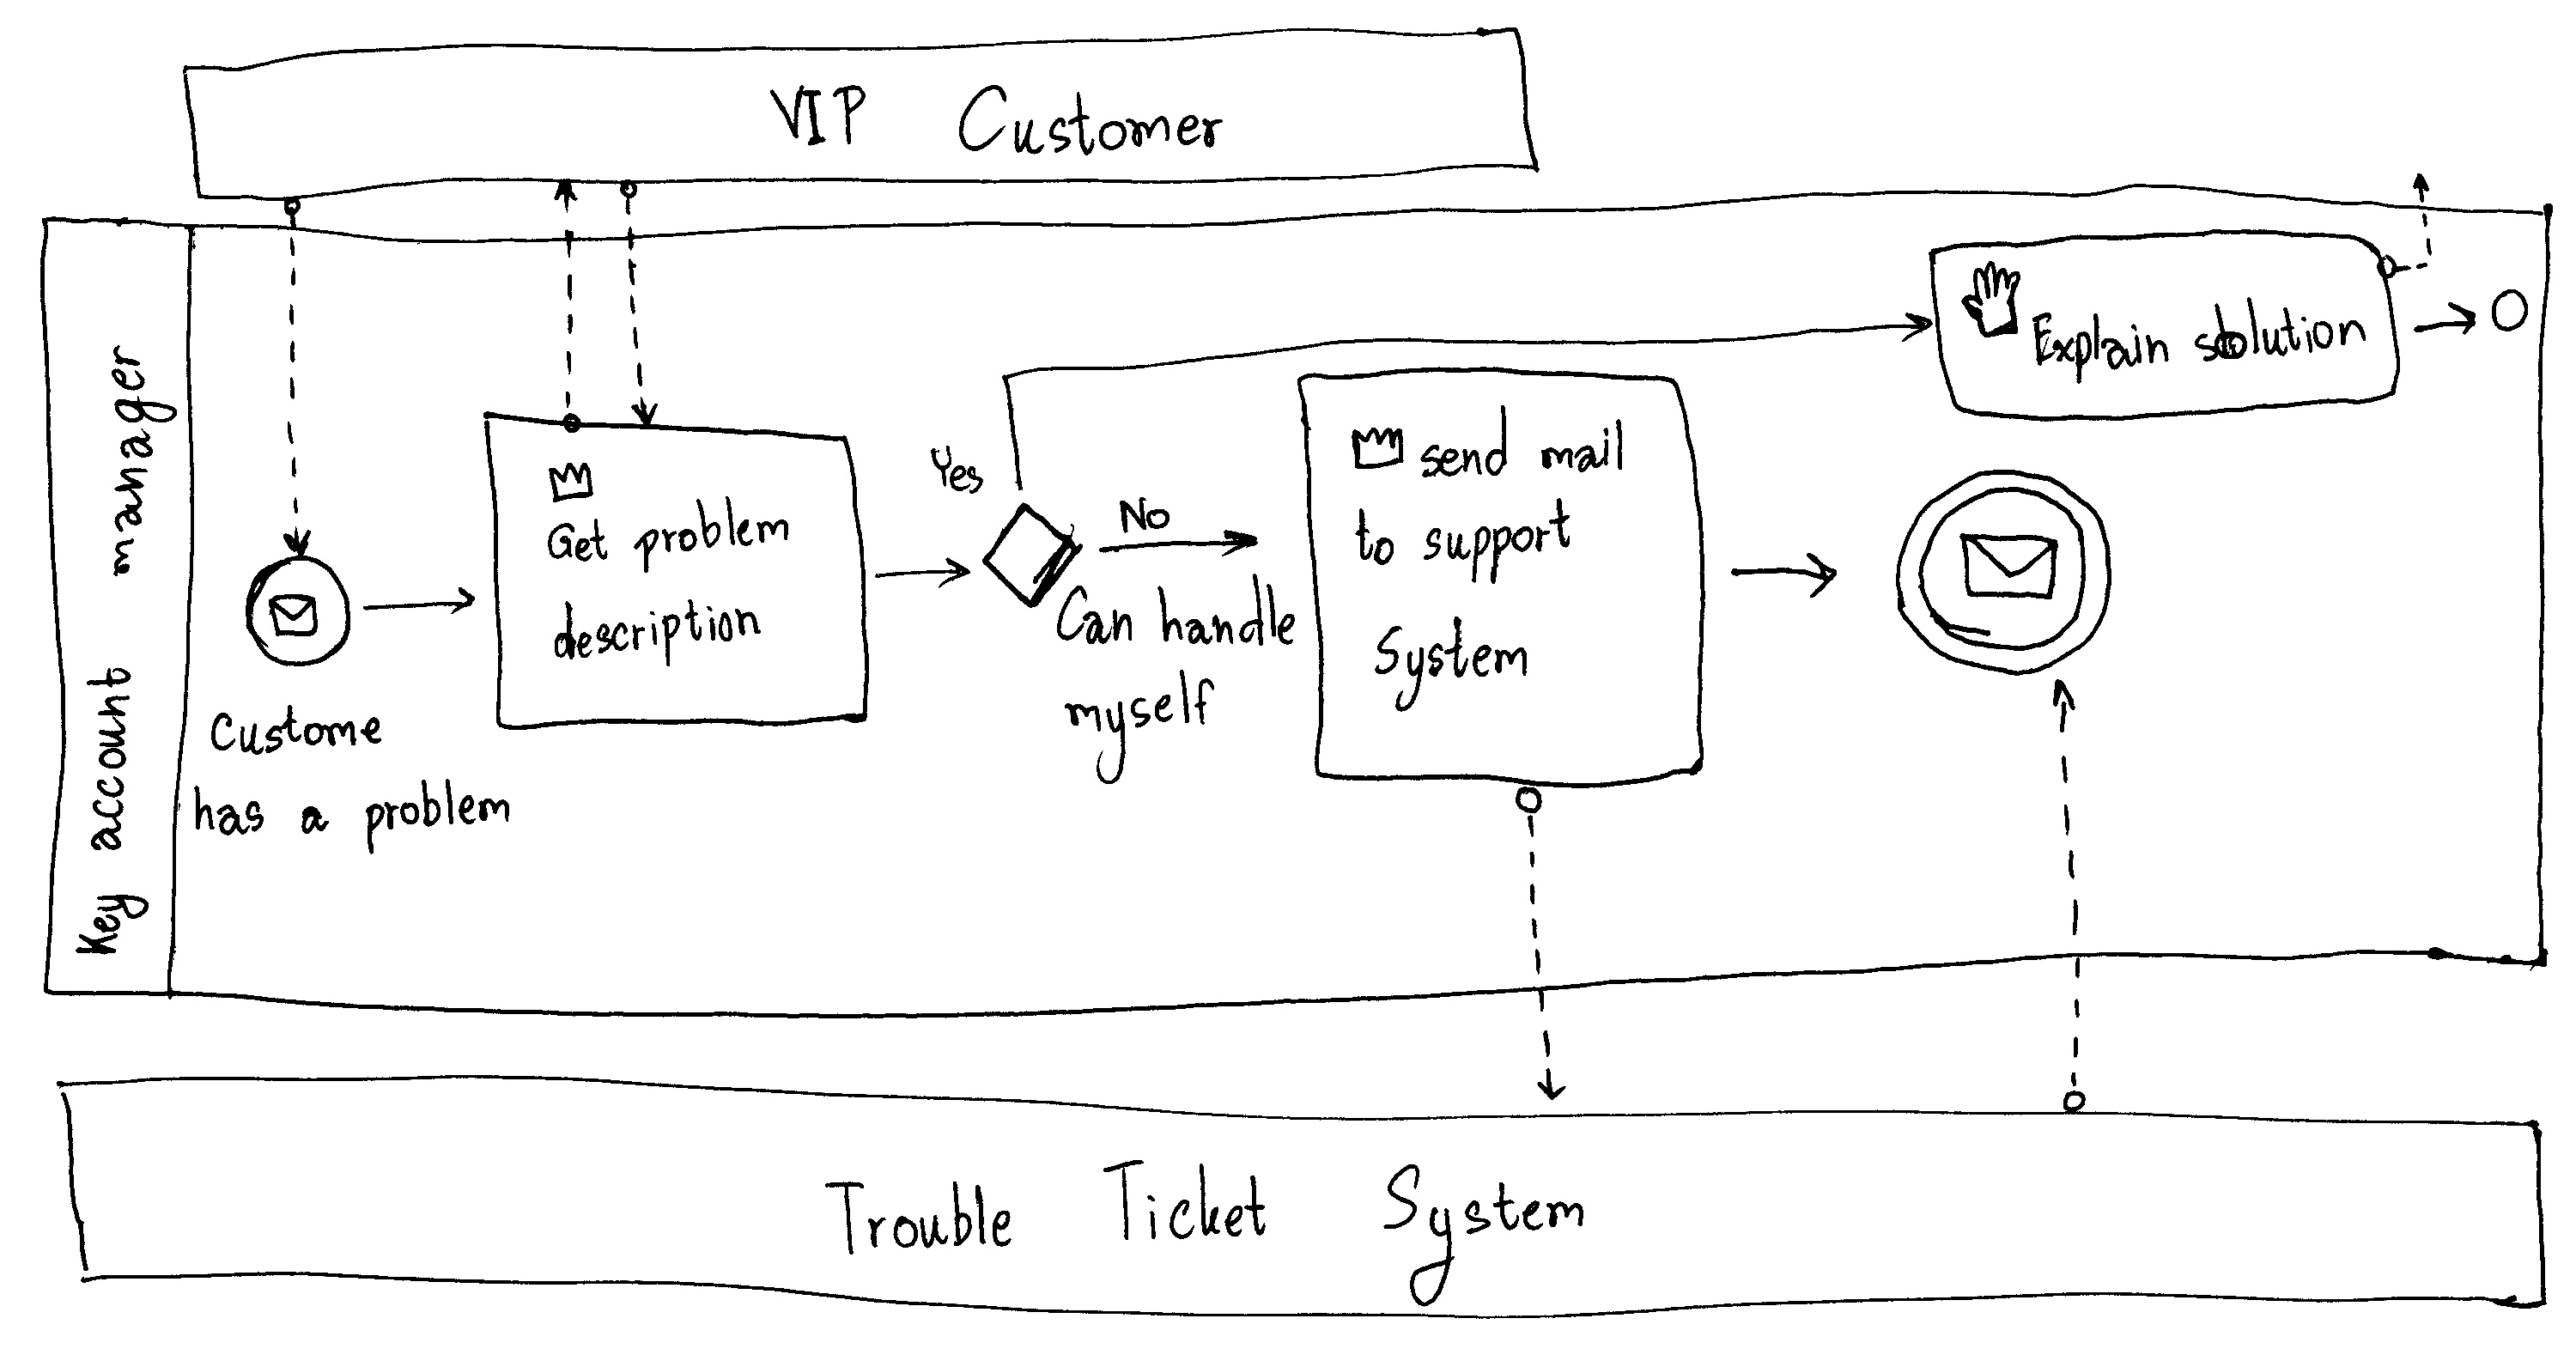 VIP Customer
Key account manager
Explain solution
Yes
No
send mail
to support
System
Get problem
description
Can handle
myself
Custome
has a problem
Trouble Ticket System